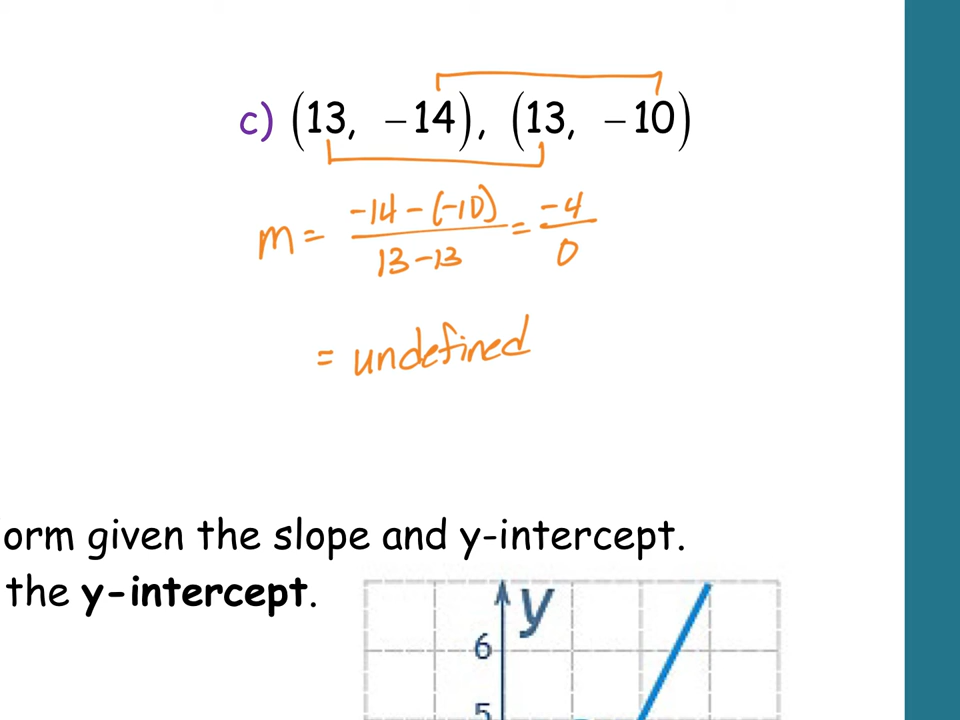 c) (13, −14), (13, −10)
m = -14 - (-10) / 13 - 13 = -4 / 0
= undefined
orm given the slope and y-intercept.
the y-intercept.
y
6
5